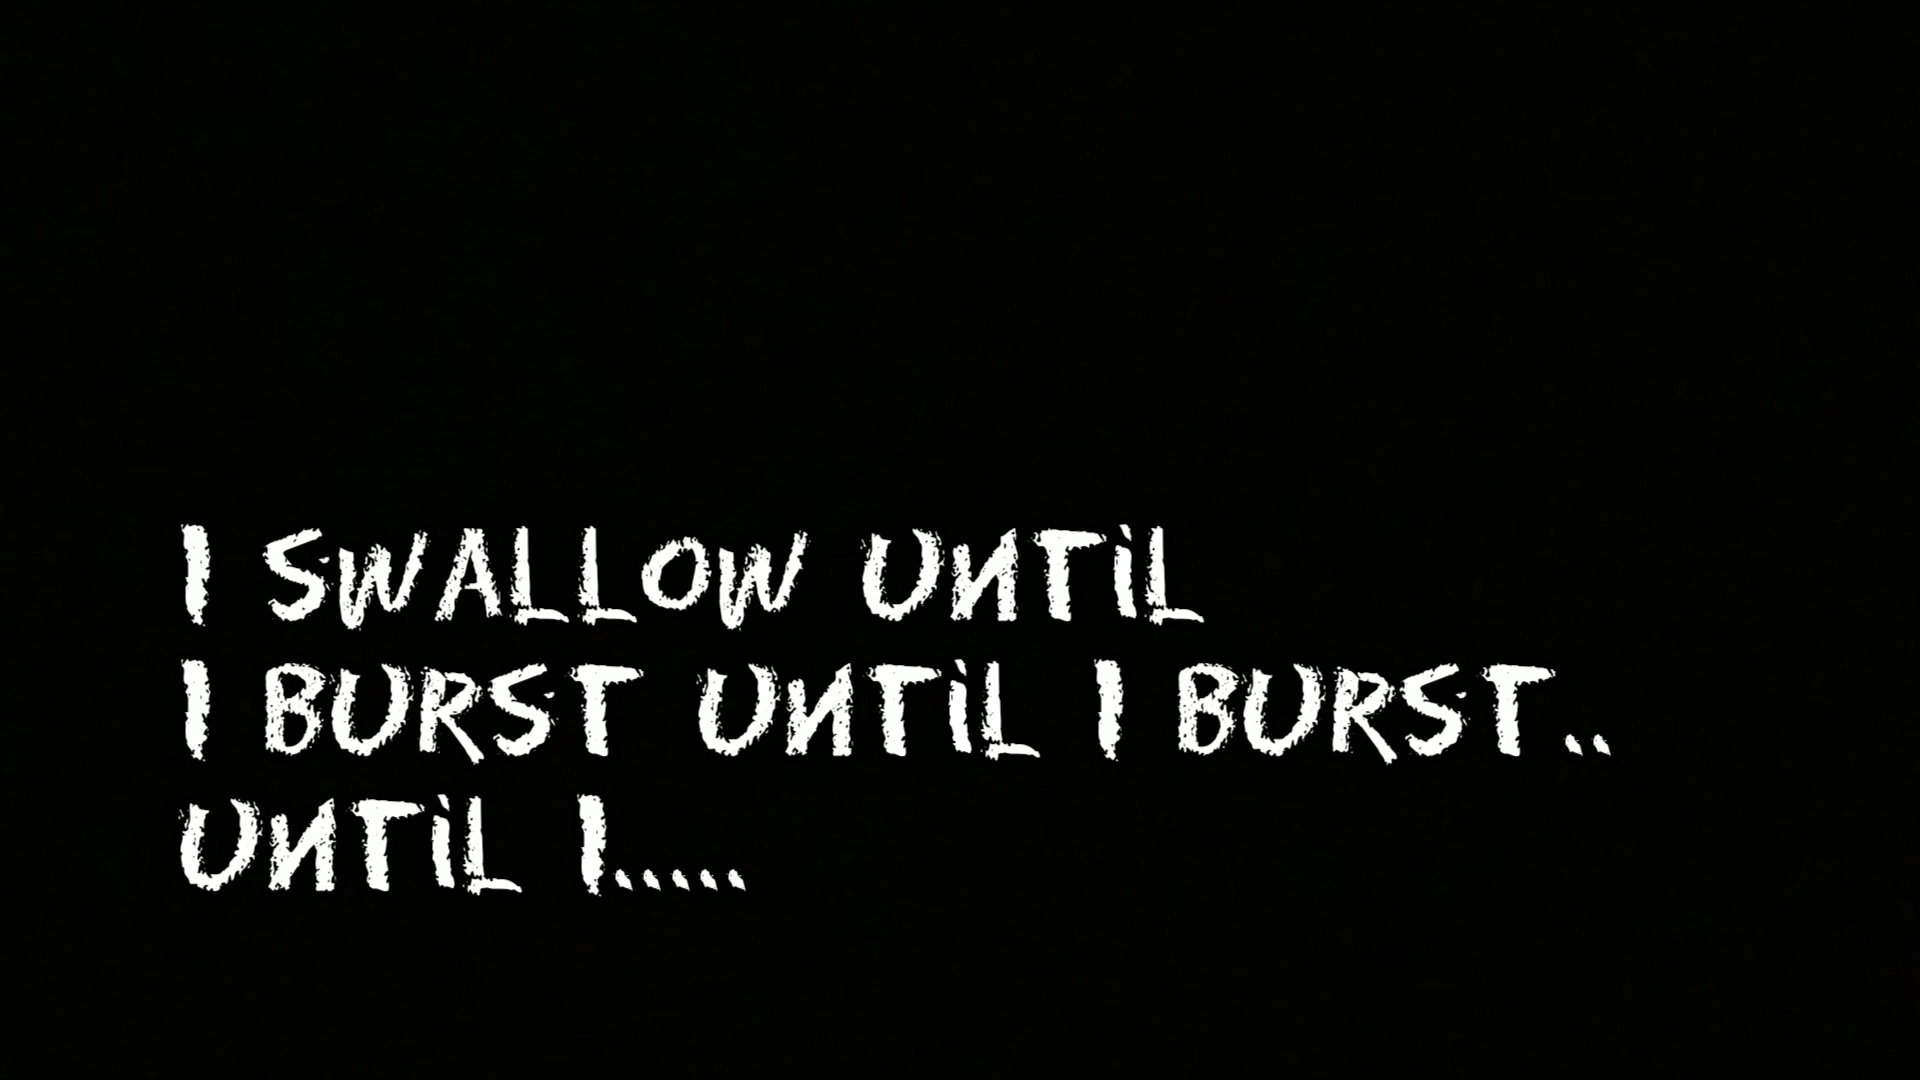 I SWALLOW UNTIL
I BURST UNTIL I BURST..
UNTIL I.....